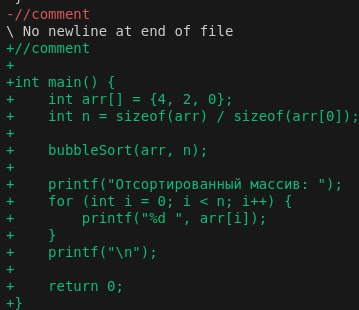 }
-//comment
\ No newline at end of file
+//comment
+
+int main() {
+    int arr[] = {4, 2, 0};
+    int n = sizeof(arr) / sizeof(arr[0]);
+
+    bubbleSort(arr, n);
+
+    printf("Отсортированный массив: ");
+    for (int i = 0; i < n; i++) {
+        printf("%d ", arr[i]);
+    }
+    printf("\n");
+
+    return 0;
+}